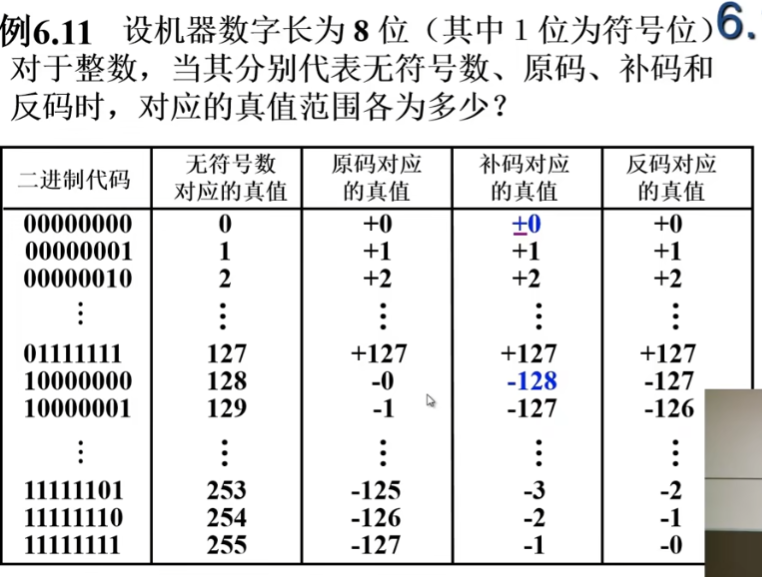 例6.11 设机器数字长为 8 位（其中 1 位为符号位） 6.
对于整数，当其分别代表无符号数、原码、补码和
反码时，对应的真值范围各为多少？
二进制代码 无符号数对应的真值 原码对应的真值 补码对应的真值 反码对应的真值
00000000 0 +0 ±0 +0
00000001 1 +1 +1 +1
00000010 2 +2 +2 +2
⋮ ⋮ ⋮ ⋮ ⋮
01111111 127 +127 +127 +127
10000000 128 -0 -128 -127
10000001 129 -1 -127 -126
⋮ ⋮ ⋮ ⋮ ⋮
11111101 253 -125 -3 -2
11111110 254 -126 -2 -1
11111111 255 -127 -1 -0